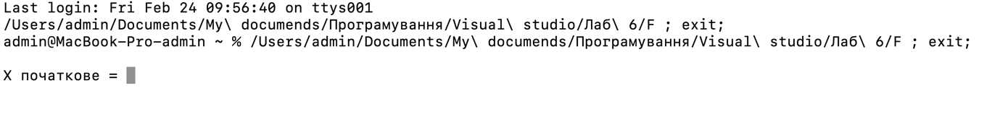 Last login: Fri Feb 24 09:56:40 on ttys001
/Users/admin/Documents/My\ documends/Програмування/Visual\ studio/Лаб\ 6/F ; exit;
admin@MacBook-Pro-admin ~ % /Users/admin/Documents/My\ documends/Програмування/Visual\ studio/Лаб\ 6/F ; exit;
X початкове =